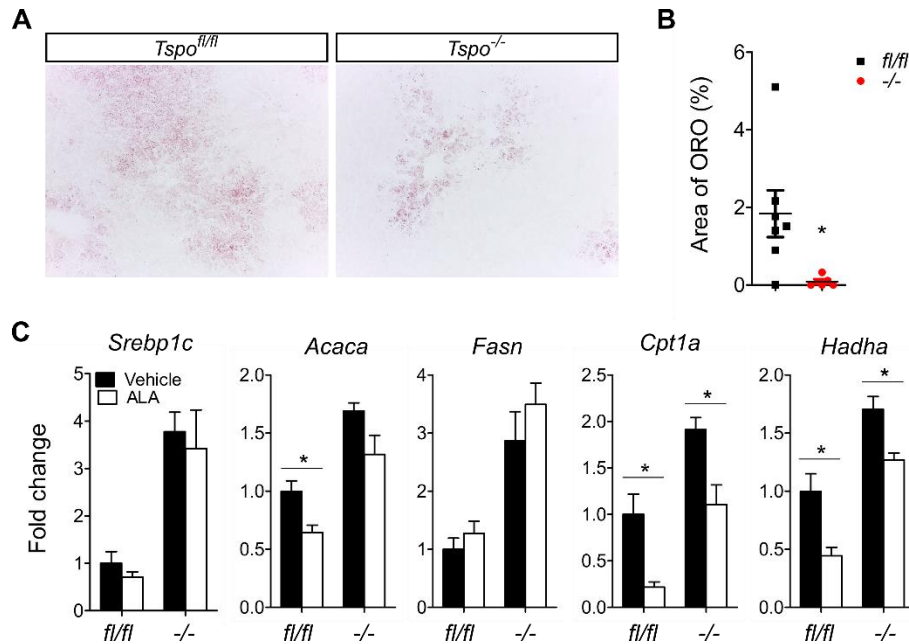 A
Tspo^fl/fl Tspo^-/-
B
Area of ORO (%)
6
4
2
0
fl/fl
-/-
*
C
Srebp1c Acaca Fasn Cpt1a Hadha
Fold change
Vehicle
ALA
5
4
3
2
1
0
fl/fl -/-
2.0
1.5
1.0
0.5
0.0
*
fl/fl -/-
4
3
2
1
0
fl/fl -/-
2.5
2.0
1.5
1.0
0.5
0.0
* *
fl/fl -/-
2.0
1.5
1.0
0.5
0.0
* *
fl/fl -/-